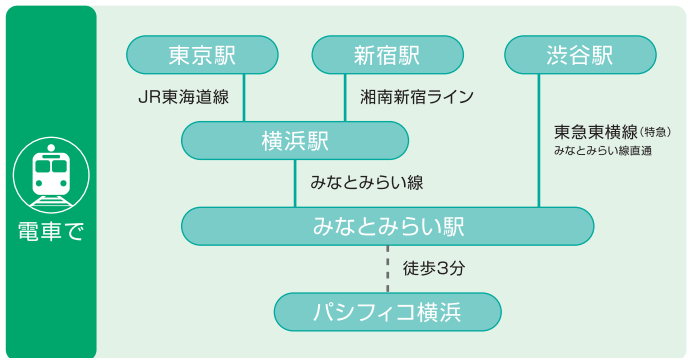 電車で
東京駅
新宿駅
渋谷駅
JR東海道線
湘南新宿ライン
東急東横線(特急)
みなとみらい線直通
横浜駅
みなとみらい線
みなとみらい駅
徒歩3分
パシフィコ横浜